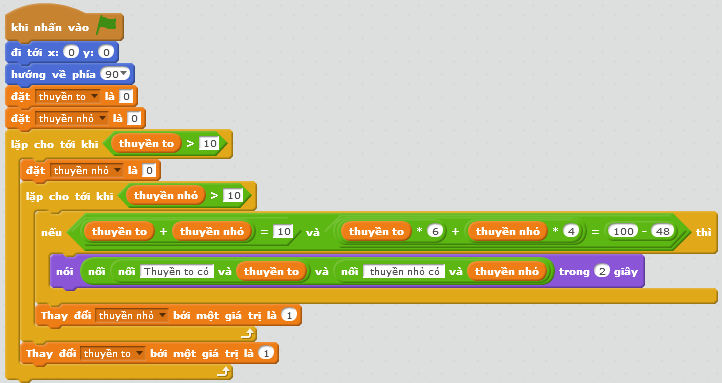 khi nhấn vào
đi tới x: 0 y: 0
hướng về phía 90
đặt thuyền to là 0
đặt thuyền nhỏ là 0
lặp cho tới khi thuyền to > 10
đặt thuyền nhỏ là 0
lặp cho tới khi thuyền nhỏ > 10
nếu thuyền to + thuyền nhỏ = 10 và thuyền to * 6 + thuyền nhỏ * 4 = 100 - 48 thì
nói nối nối Thuyền to có và thuyền to và nối thuyền nhỏ có và thuyền nhỏ trong 2 giây
Thay đổi thuyền nhỏ bởi một giá trị là 1
Thay đổi thuyền to bởi một giá trị là 1